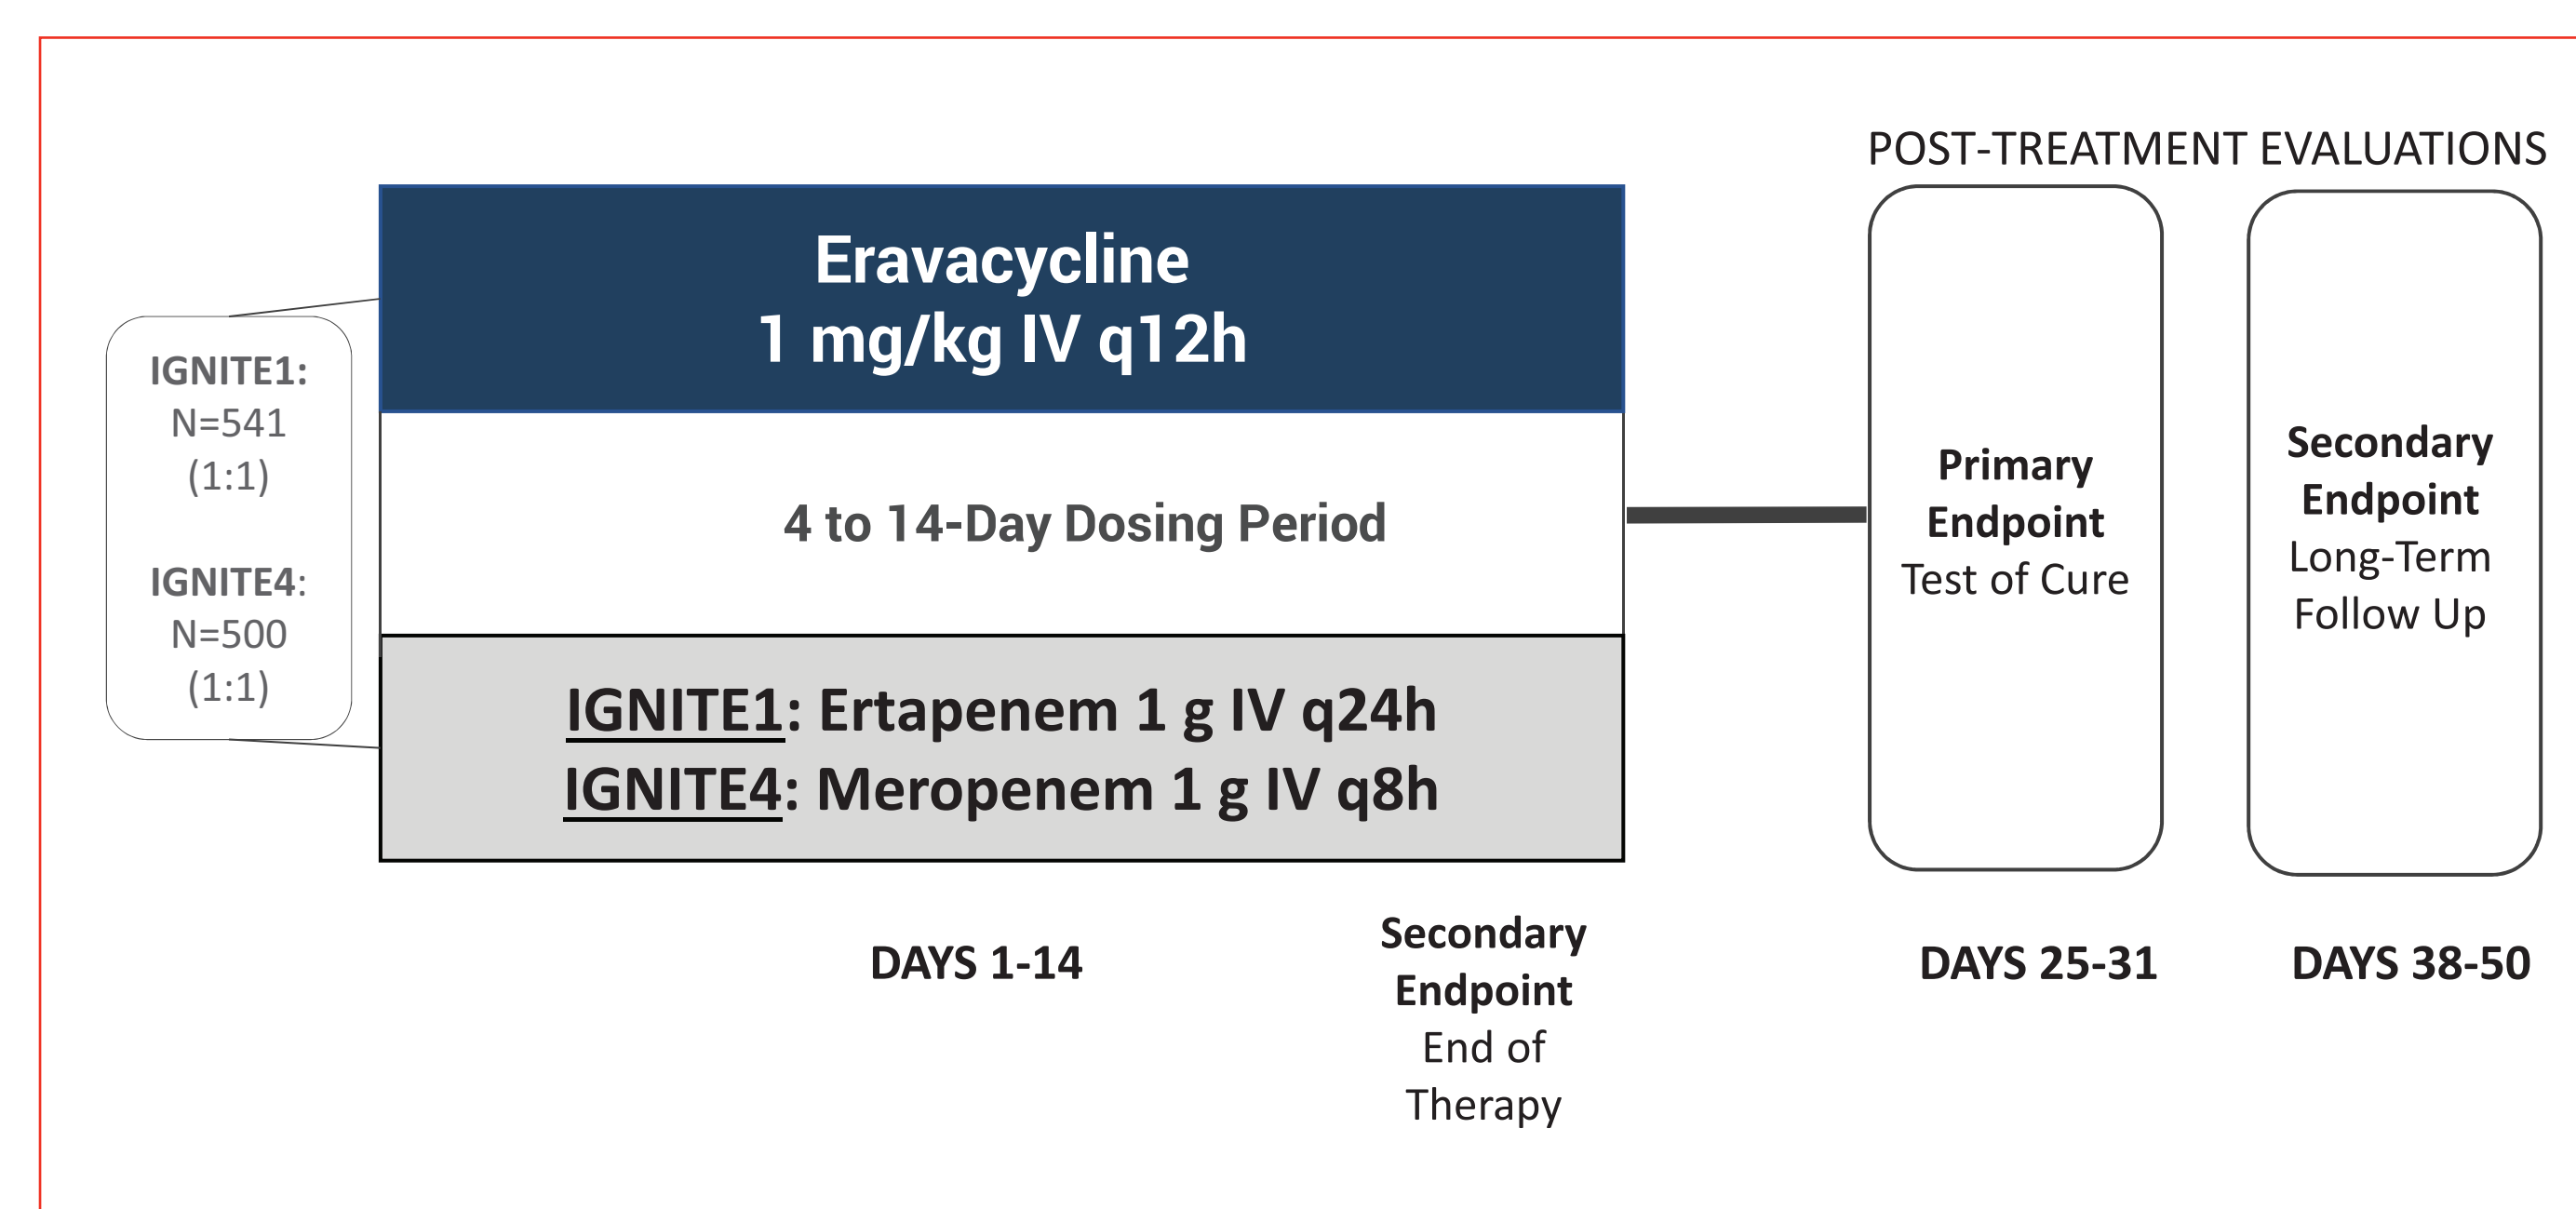 POST-TREATMENT EVALUATIONS
Eravacycline
1 mg/kg IV q12h
IGNITE1:
N=541
(1:1)
IGNITE4:
N=500
(1:1)
4 to 14-Day Dosing Period
IGNITE1: Ertapenem 1 g IV q24h
IGNITE4: Meropenem 1 g IV q8h
Primary
Endpoint
Test of Cure
Secondary
Endpoint
Long-Term
Follow Up
DAYS 1-14
Secondary
Endpoint
End of
Therapy
DAYS 25-31
DAYS 38-50